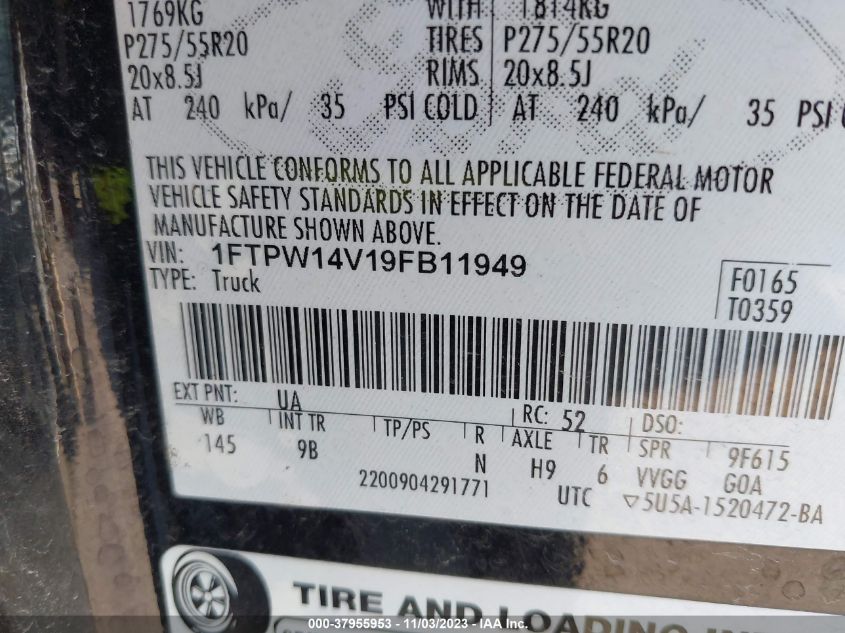 1769KG WITH 1814KG
P275/55R20 TIRES P275/55R20
20x8.5J RIMS 20x8.5J
AT 240 kPa/ 35 PSI COLD AT 240 kPa/ 35 PSI
THIS VEHICLE CONFORMS TO ALL APPLICABLE FEDERAL MOTOR
VEHICLE SAFETY STANDARDS IN EFFECT ON THE DATE OF
MANUFACTURE SHOWN ABOVE.
VIN: 1FTPW14V19FB11949
TYPE: Truck
F0165
T0359
EXT PNT: UA RC: 52 DSO:
WB INT TR TP/PS R AXLE TR SPR 9F615
145 9B N H9 6 VVGG GOA
2200904291771 UTC ▽5U5A-1520472-BA
TIRE AND LOADING
000-37955953 - 11/03/2023 - IAA Inc.